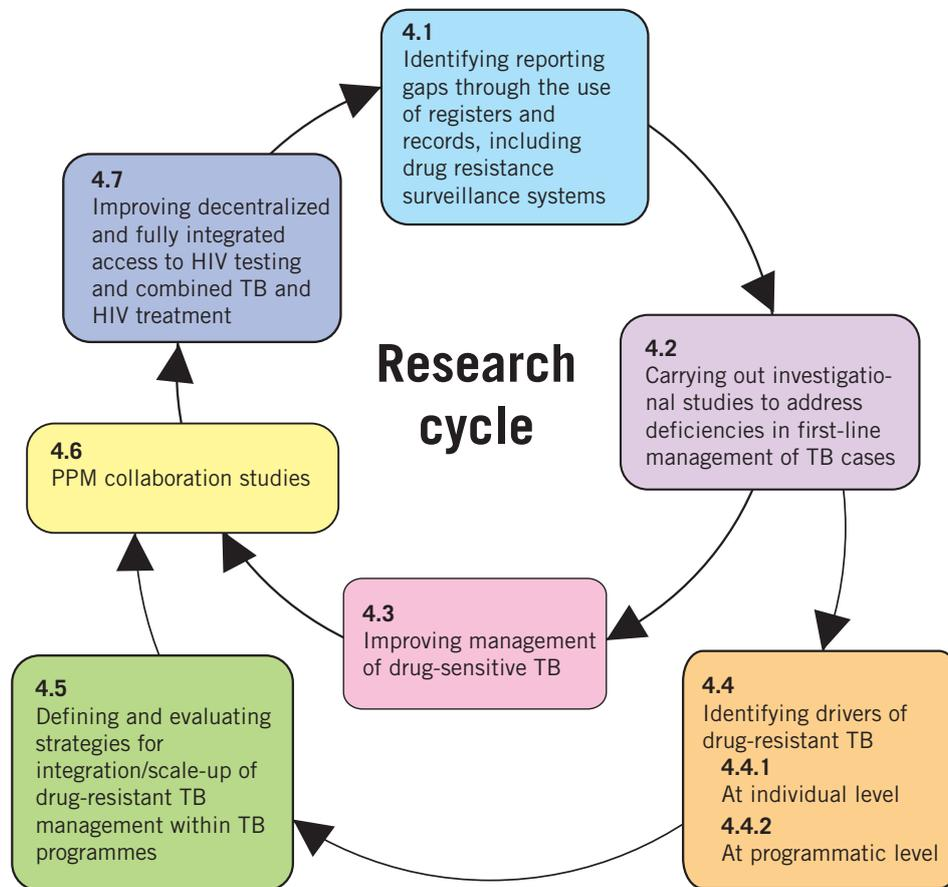 4.1
Identifying reporting
gaps through the use
of registers and
records, including
drug resistance
surveillance systems
4.7
Improving decentralized
and fully integrated
access to HIV testing
and combined TB and
HIV treatment
Research
cycle
4.2
Carrying out investigatio-
nal studies to address
deficiencies in first-line
management of TB cases
4.6
PPM collaboration studies
4.3
Improving management
of drug-sensitive TB
4.4
Identifying drivers of
drug-resistant TB
4.4.1
At individual level
4.4.2
At programmatic level
4.5
Defining and evaluating
strategies for
integration/scale-up of
drug-resistant TB
management within TB
programmes